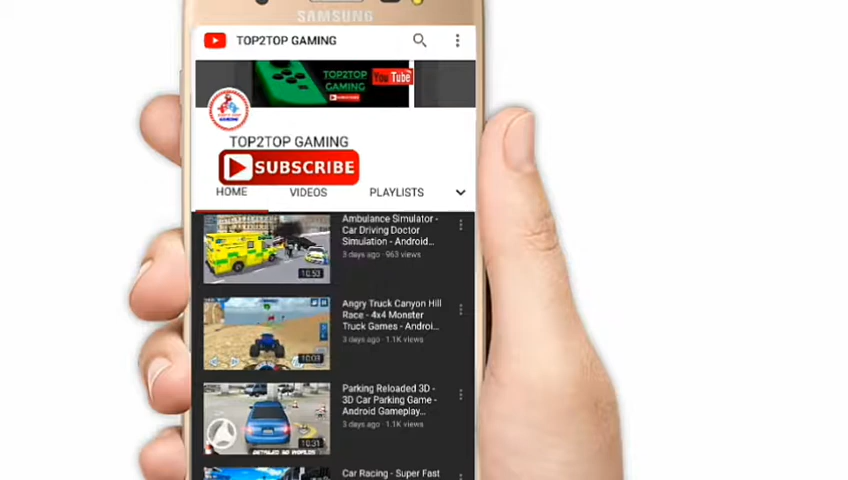 SAMSUNG
TOP2TOP GAMING
TOP2TOP
GAMING
YouTube
TOP2TOP GAMING
SUBSCRIBE
HOME VIDEOS PLAYLISTS
Ambulance Simulator -
Car Driving Doctor
Simulation - Android...
3 days ago · 963 views
10:53
Angry Truck Canyon Hill
Race - 4x4 Monster
Truck Games - Androi...
3 days ago · 1.1K views
10:03
Parking Reloaded 3D -
3D Car Parking Game -
Android Gameplay...
3 days ago · 1.1K views
10:31
Car Racing - Super Fast